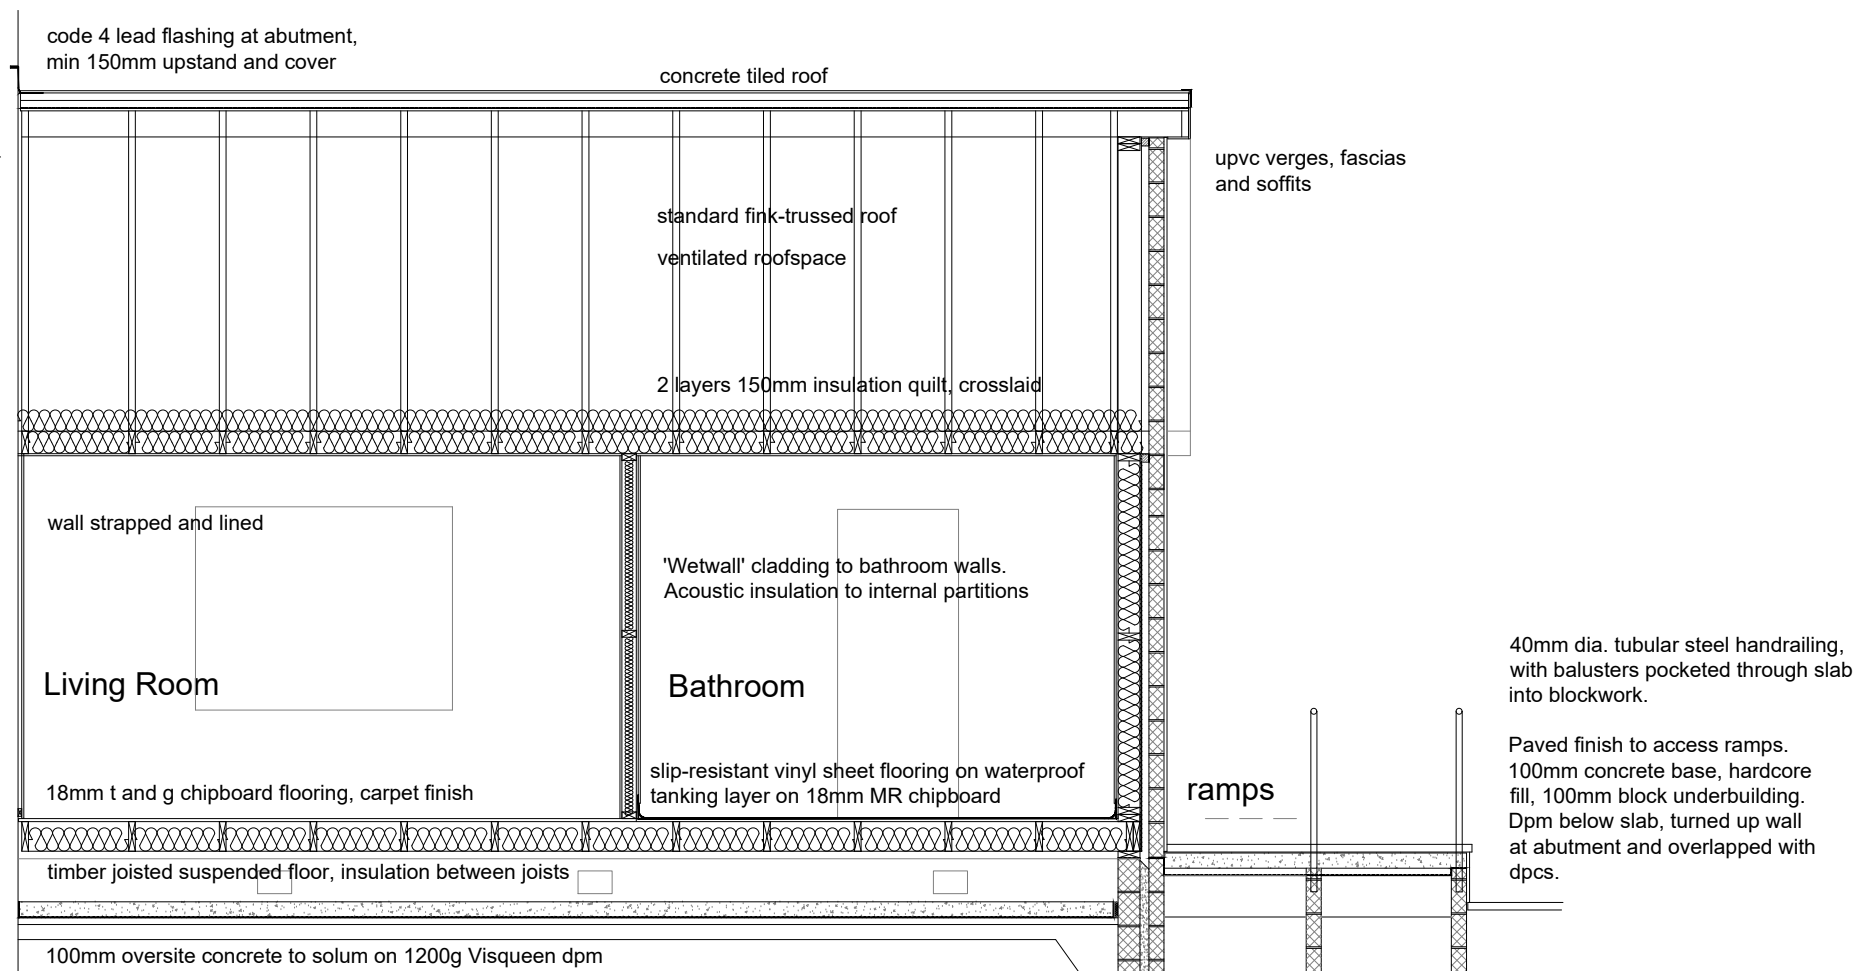 code 4 lead flashing at abutment,
min 150mm upstand and cover
concrete tiled roof
upvc verges, fascias
and soffits
standard fink-trussed roof
ventilated roofspace
2 layers 150mm insulation quilt, crosslaid
wall strapped and lined
'Wetwall' cladding to bathroom walls.
Acoustic insulation to internal partitions
Living Room
Bathroom
40mm dia. tubular steel handrailing,
with balusters pocketed through slab
into blockwork.
Paved finish to access ramps.
100mm concrete base, hardcore
fill, 100mm block underbuilding.
Dpm below slab, turned up wall
at abutment and overlapped with
dpcs.
18mm t and g chipboard flooring, carpet finish
slip-resistant vinyl sheet flooring on waterproof
tanking layer on 18mm MR chipboard
ramps
timber joisted suspended floor, insulation between joists
100mm oversite concrete to solum on 1200g Visqueen dpm